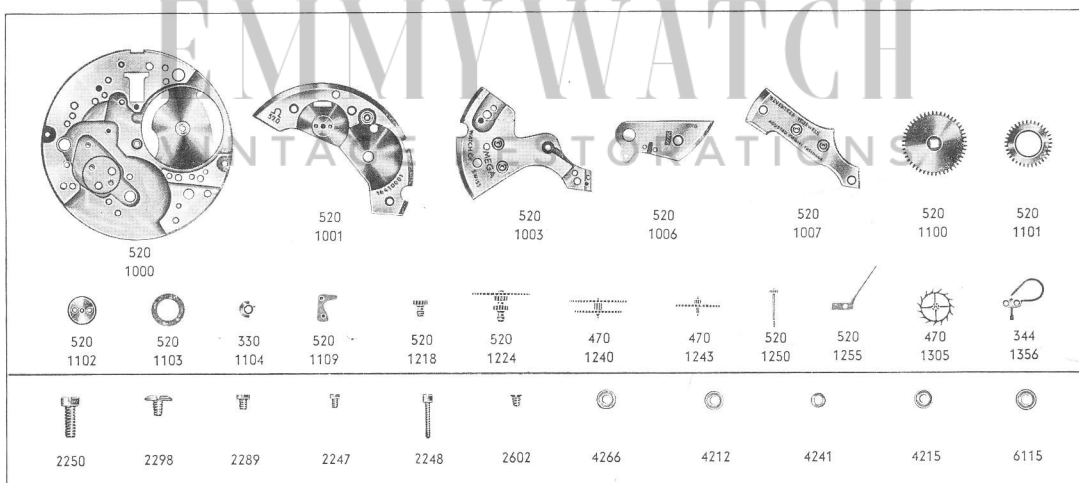 EMMYWATCH
VINTAGE RESTORATIONS
520 520 520 520 520 520 520
1000 1001 1003 1006 1007 1100 1101
520 520 330 520 520 520 470 470 520 520 470 344
1102 1103 1104 1109 1218 1224 1240 1243 1250 1255 1305 1356
2250 2298 2289 2247 2248 2602 4266 4212 4241 4215 6115